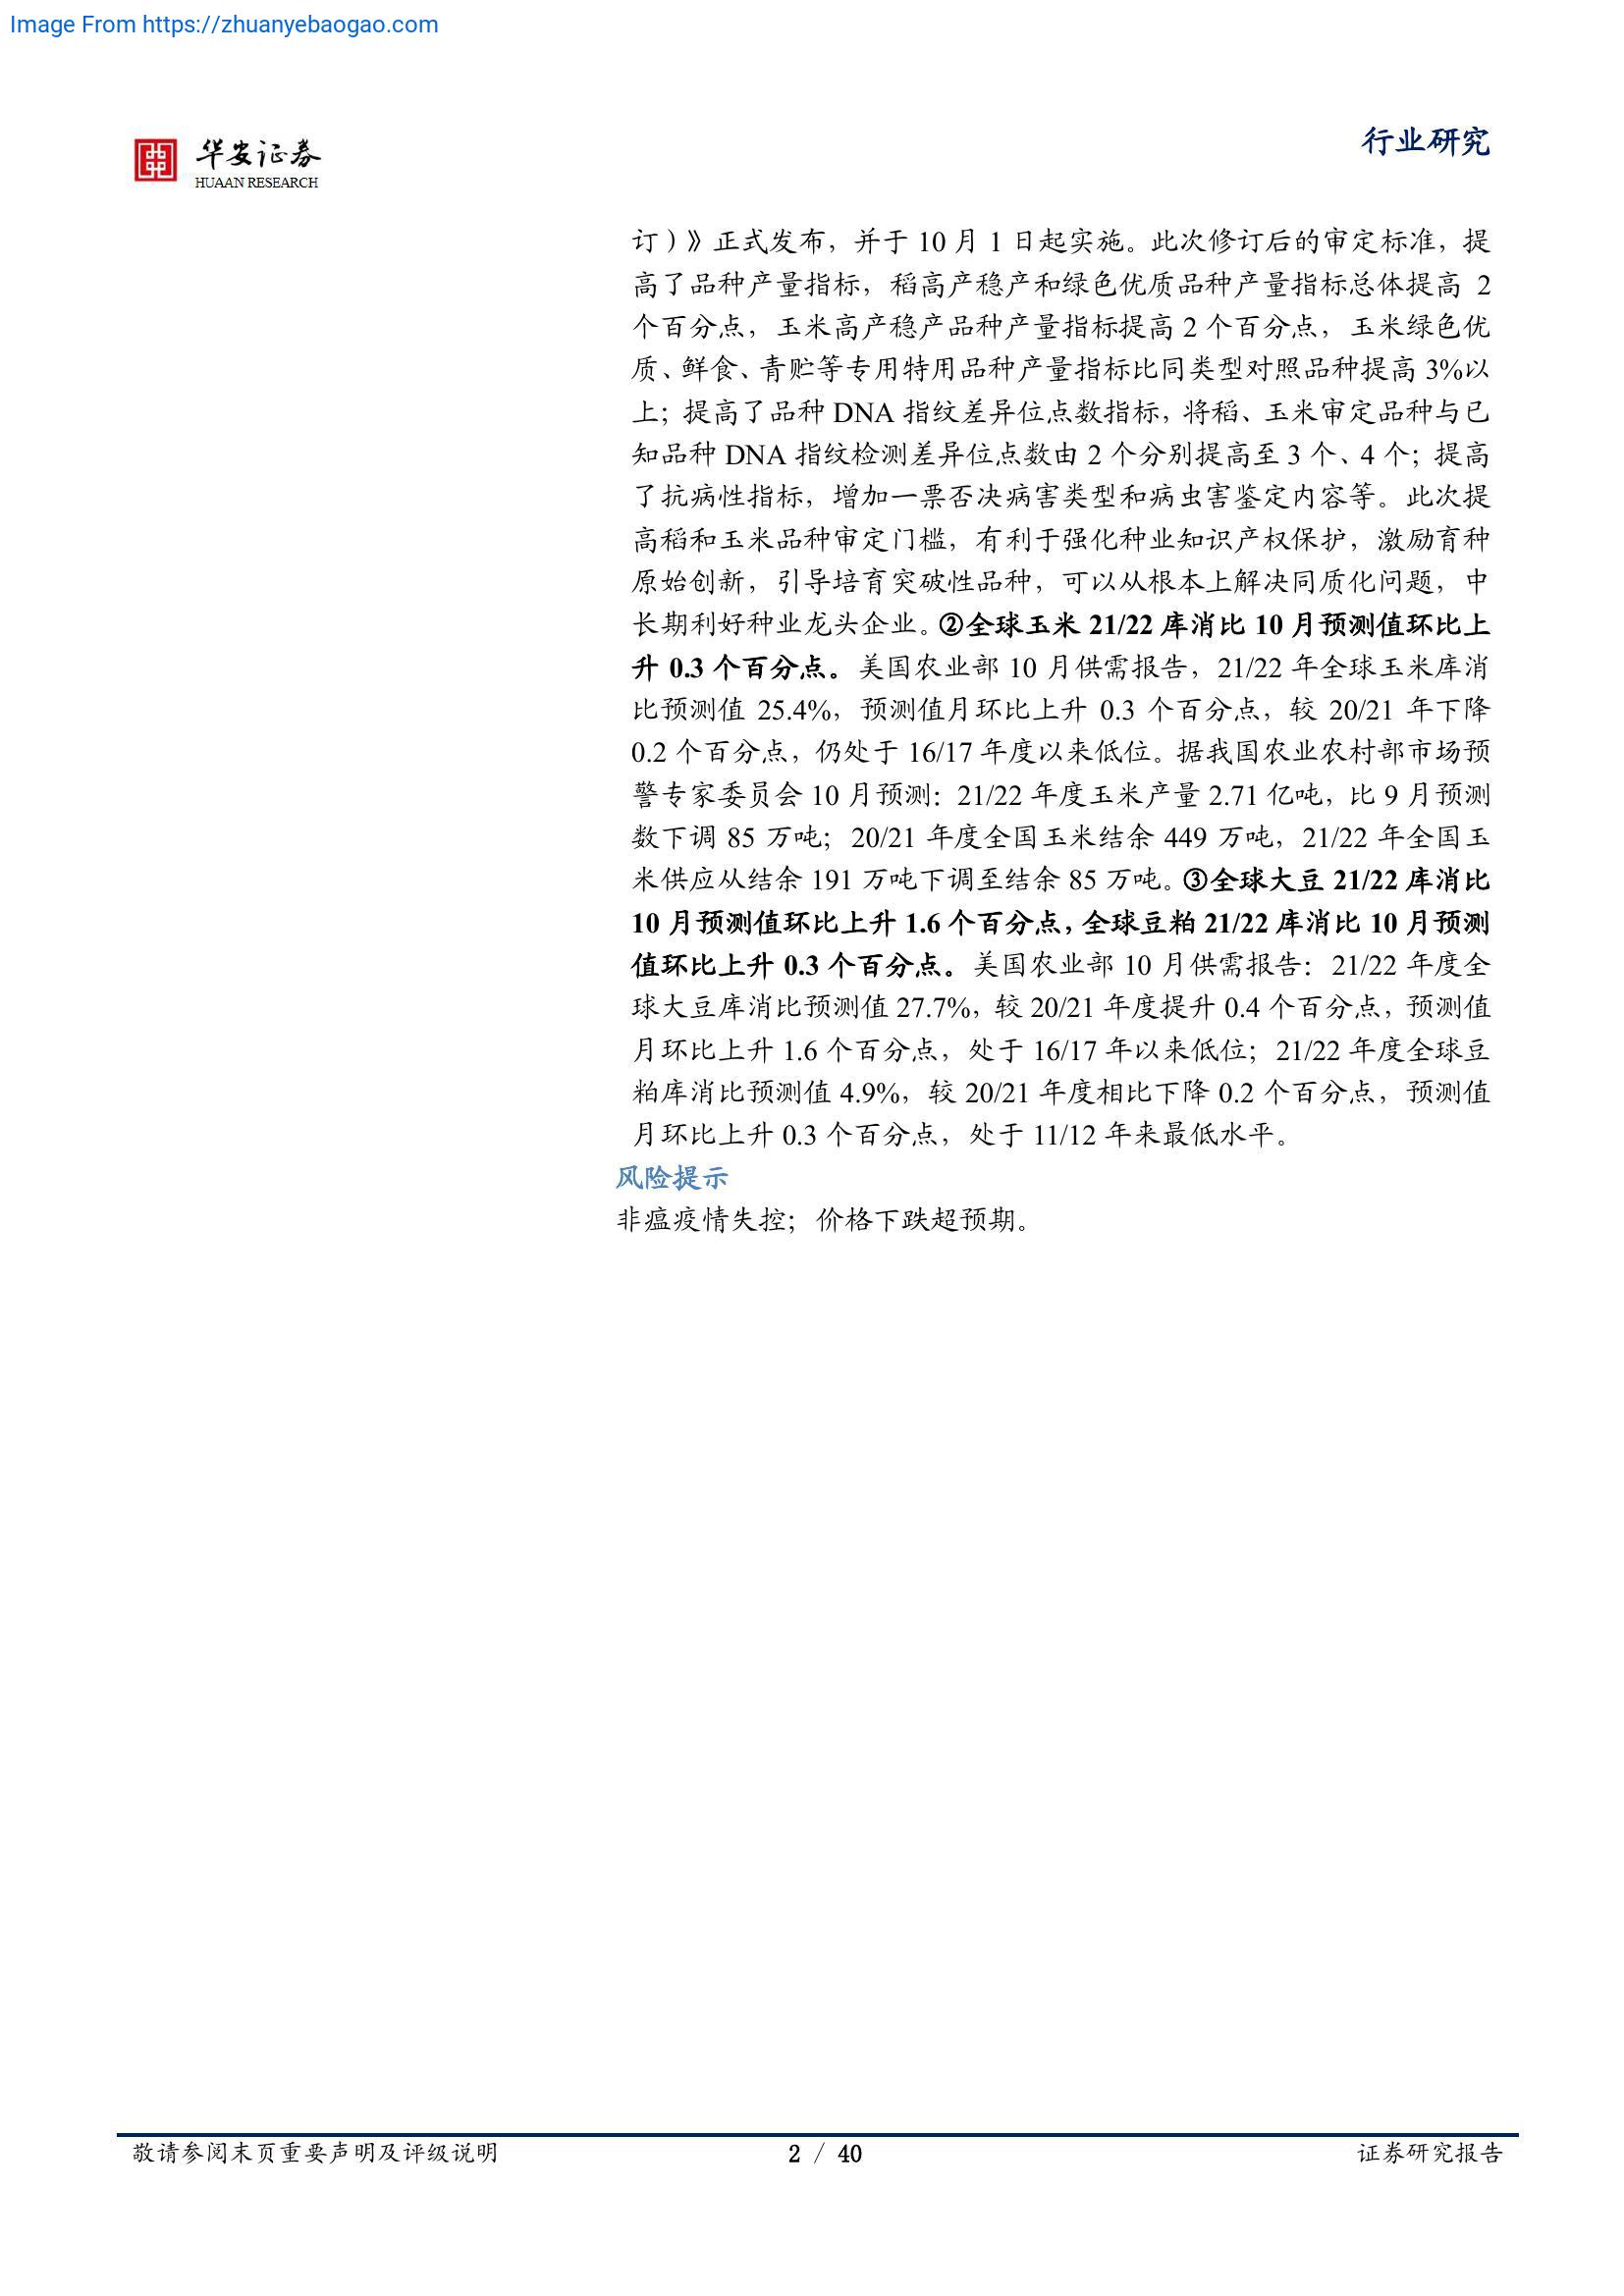 Image From https://zhuanyebaogao.com
华安证券
HUAAN RESEARCH
行业研究
订）》正式发布，并于 10 月 1 日起实施。此次修订后的审定标准，提
高了品种产量指标，稻高产稳产和绿色优质品种产量指标总体提高 2
个百分点，玉米高产稳产品种产量指标提高 2 个百分点，玉米绿色优
质、鲜食、青贮等专用特用品种产量指标比同类型对照品种提高 3%以
上；提高了品种 DNA 指纹差异位点数指标，将稻、玉米审定品种与已
知品种 DNA 指纹检测差异位点数由 2 个分别提高至 3 个、4 个；提高
了抗病性指标，增加一票否决病害类型和病虫害鉴定内容等。此次提
高稻和玉米品种审定门槛，有利于强化种业知识产权保护，激励育种
原始创新，引导培育突破性品种，可以从根本上解决同质化问题，中
长期利好种业龙头企业。②全球玉米 21/22 库消比 10 月预测值环比上
升 0.3 个百分点。美国农业部 10 月供需报告，21/22 年全球玉米库消
比预测值 25.4%，预测值月环比上升 0.3 个百分点，较 20/21 年下降
0.2 个百分点，仍处于 16/17 年度以来低位。据我国农业农村部市场预
警专家委员会 10 月预测：21/22 年度玉米产量 2.71 亿吨，比 9 月预测
数下调 85 万吨；20/21 年度全国玉米结余 449 万吨，21/22 年全国玉
米供应从结余 191 万吨下调至结余 85 万吨。③全球大豆 21/22 库消比
10 月预测值环比上升 1.6 个百分点，全球豆粕 21/22 库消比 10 月预测
值环比上升 0.3 个百分点。美国农业部 10 月供需报告：21/22 年度全
球大豆库消比预测值 27.7%，较 20/21 年度提升 0.4 个百分点，预测值
月环比上升 1.6 个百分点，处于 16/17 年以来低位；21/22 年度全球豆
粕库消比预测值 4.9%，较 20/21 年度相比下降 0.2 个百分点，预测值
月环比上升 0.3 个百分点，处于 11/12 年来最低水平。
风险提示
非瘟疫情失控；价格下跌超预期。
敬请参阅末页重要声明及评级说明
2 / 40
证券研究报告